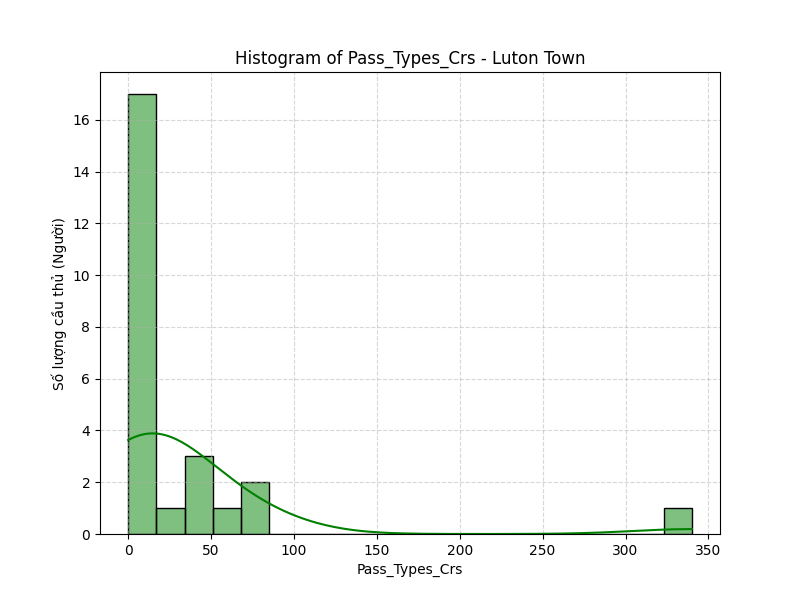 Histogram of Pass_Types_Crs - Luton Town
Số lượng cầu thủ (Người)
16
14
12
10
8
6
4
2
0
0 50 100 150 200 250 300 350
Pass_Types_Crs